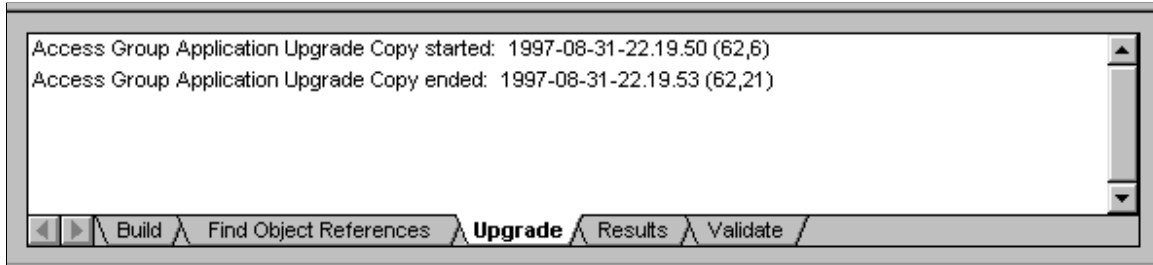 Access Group Application Upgrade Copy started:  1997-08-31-22.19.50 (62,6)
Access Group Application Upgrade Copy ended:  1997-08-31-22.19.53 (62,21)
Build Find Object References Upgrade Results Validate